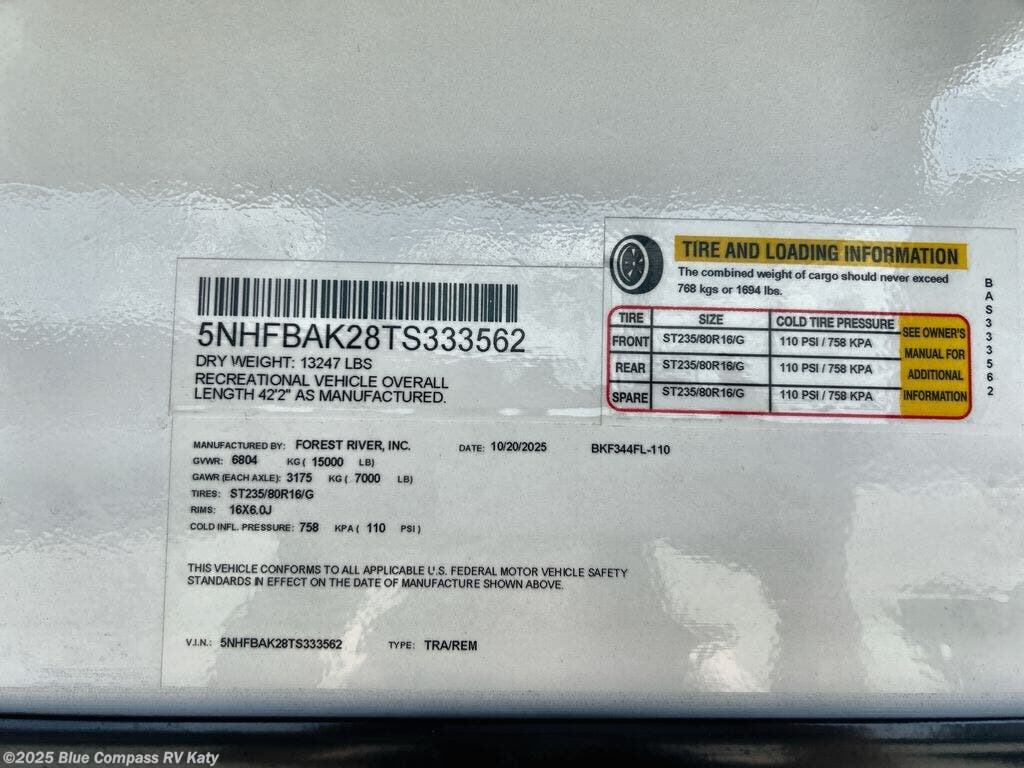 5NHFBAK28TS333562
DRY WEIGHT: 13247 LBS
RECREATIONAL VEHICLE OVERALL
LENGTH 42'2" AS MANUFACTURED.
TIRE AND LOADING INFORMATION
The combined weight of cargo should never exceed
768 kgs or 1694 lbs.
TIRE SIZE COLD TIRE PRESSURE
FRONT ST235/80R16/G 110 PSI / 758 KPA
REAR ST235/80R16/G 110 PSI / 758 KPA
SPARE ST235/80R16/G 110 PSI / 758 KPA
SEE OWNER'S
MANUAL FOR
ADDITIONAL
INFORMATION
BAS333562
MANUFACTURED BY: FOREST RIVER, INC. DATE: 10/20/2025 BKF344FL-110
GVWR: 6804 KG ( 15000 LB)
GAWR (EACH AXLE): 3175 KG ( 7000 LB)
TIRES: ST235/80R16/G
RIMS: 16X6.0J
COLD INFL. PRESSURE: 758 KPA ( 110 PSI )
THIS VEHICLE CONFORMS TO ALL APPLICABLE U.S. FEDERAL MOTOR VEHICLE SAFETY
STANDARDS IN EFFECT ON THE DATE OF MANUFACTURE SHOWN ABOVE.
V.I.N.: 5NHFBAK28TS333562 TYPE: TRA/REM
©2025 Blue Compass RV Katy